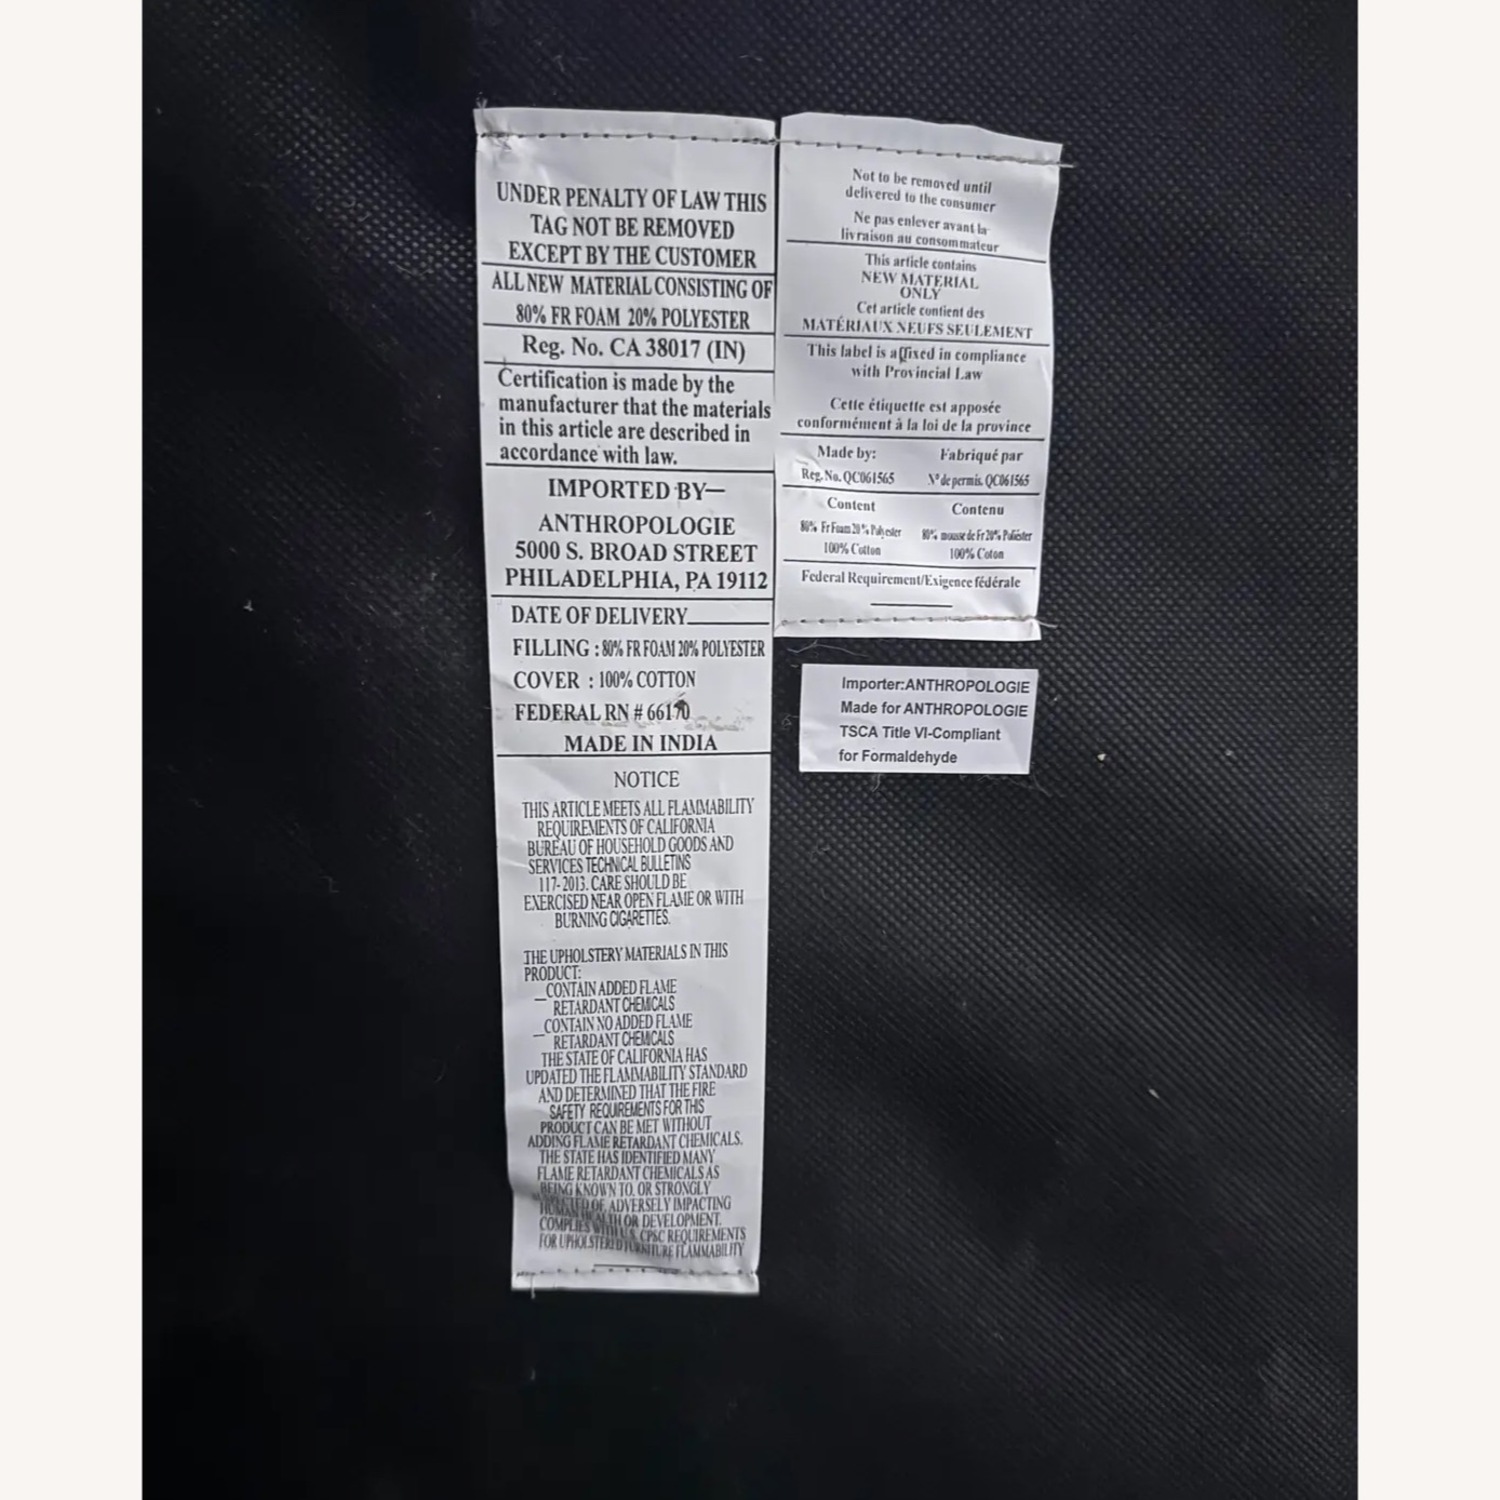 UNDER PENALTY OF LAW THIS
TAG NOT BE REMOVED
EXCEPT BY THE CUSTOMER
ALL NEW MATERIAL CONSISTING OF
80% FR FOAM 20% POLYESTER
Reg. No. CA 38017 (IN)
Certification is made by the
manufacturer that the materials
in this article are described in
accordance with law.
IMPORTED BY—
ANTHROPOLOGIE
5000 S. BROAD STREET
PHILADELPHIA, PA 19112
DATE OF DELIVERY
FILLING : 80% FR FOAM 20% POLYESTER
COVER : 100% COTTON
FEDERAL RN # 66170
MADE IN INDIA
NOTICE
THIS ARTICLE MEETS ALL FLAMMABILITY
REQUIREMENTS OF CALIFORNIA
BUREAU OF HOUSEHOLD GOODS AND
SERVICES TECHNICAL BULLETINS
117-2013. CARE SHOULD BE
EXERCISED NEAR OPEN FLAME OR WITH
BURNING CIGARETTES.
THE UPHOLSTERY MATERIALS IN THIS
PRODUCT:
_CONTAIN ADDED FLAME
RETARDANT CHEMICALS
_CONTAIN NO ADDED FLAME
RETARDANT CHEMICALS
THE STATE OF CALIFORNIA HAS
UPDATED THE FLAMMABILITY STANDARD
AND DETERMINED THAT THE FIRE
SAFETY REQUIREMENTS FOR THIS
PRODUCT CAN BE MET WITHOUT
ADDING FLAME RETARDANT CHEMICALS.
THE STATE HAS IDENTIFIED MANY
FLAME RETARDANT CHEMICALS AS
BEING KNOWN TO, OR STRONGLY
OF, ADVERSELY IMPACTING
HUMAN HEALTH OR DEVELOPMENT.
COMPLIES WITH U.S. CPSC REQUIREMENTS
FOR UPHOLSTERED FURNITURE FLAMMABILITY
Not to be removed until
delivered to the consumer
Ne pas enlever avant la
livraison au consommateur
This article contains
NEW MATERIAL
ONLY
Cet article contient des
MATÉRIAUX NEUFS SEULEMENT
This label is affixed in compliance
with Provincial Law
Cette étiquette est apposée
conformément à la loi de la province
Made by: Fabriqué par
Reg. No. QC061565 N° de permis. QC061565
Content Contenu
80% Fr Foam 20% Polyester 80% mousse de Fr 20% Poliéster
100% Cotton 100% Coton
Federal Requirement/Exigence fédérale
Importer:ANTHROPOLOGIE
Made for ANTHROPOLOGIE
TSCA Title VI-Compliant
for Formaldehyde